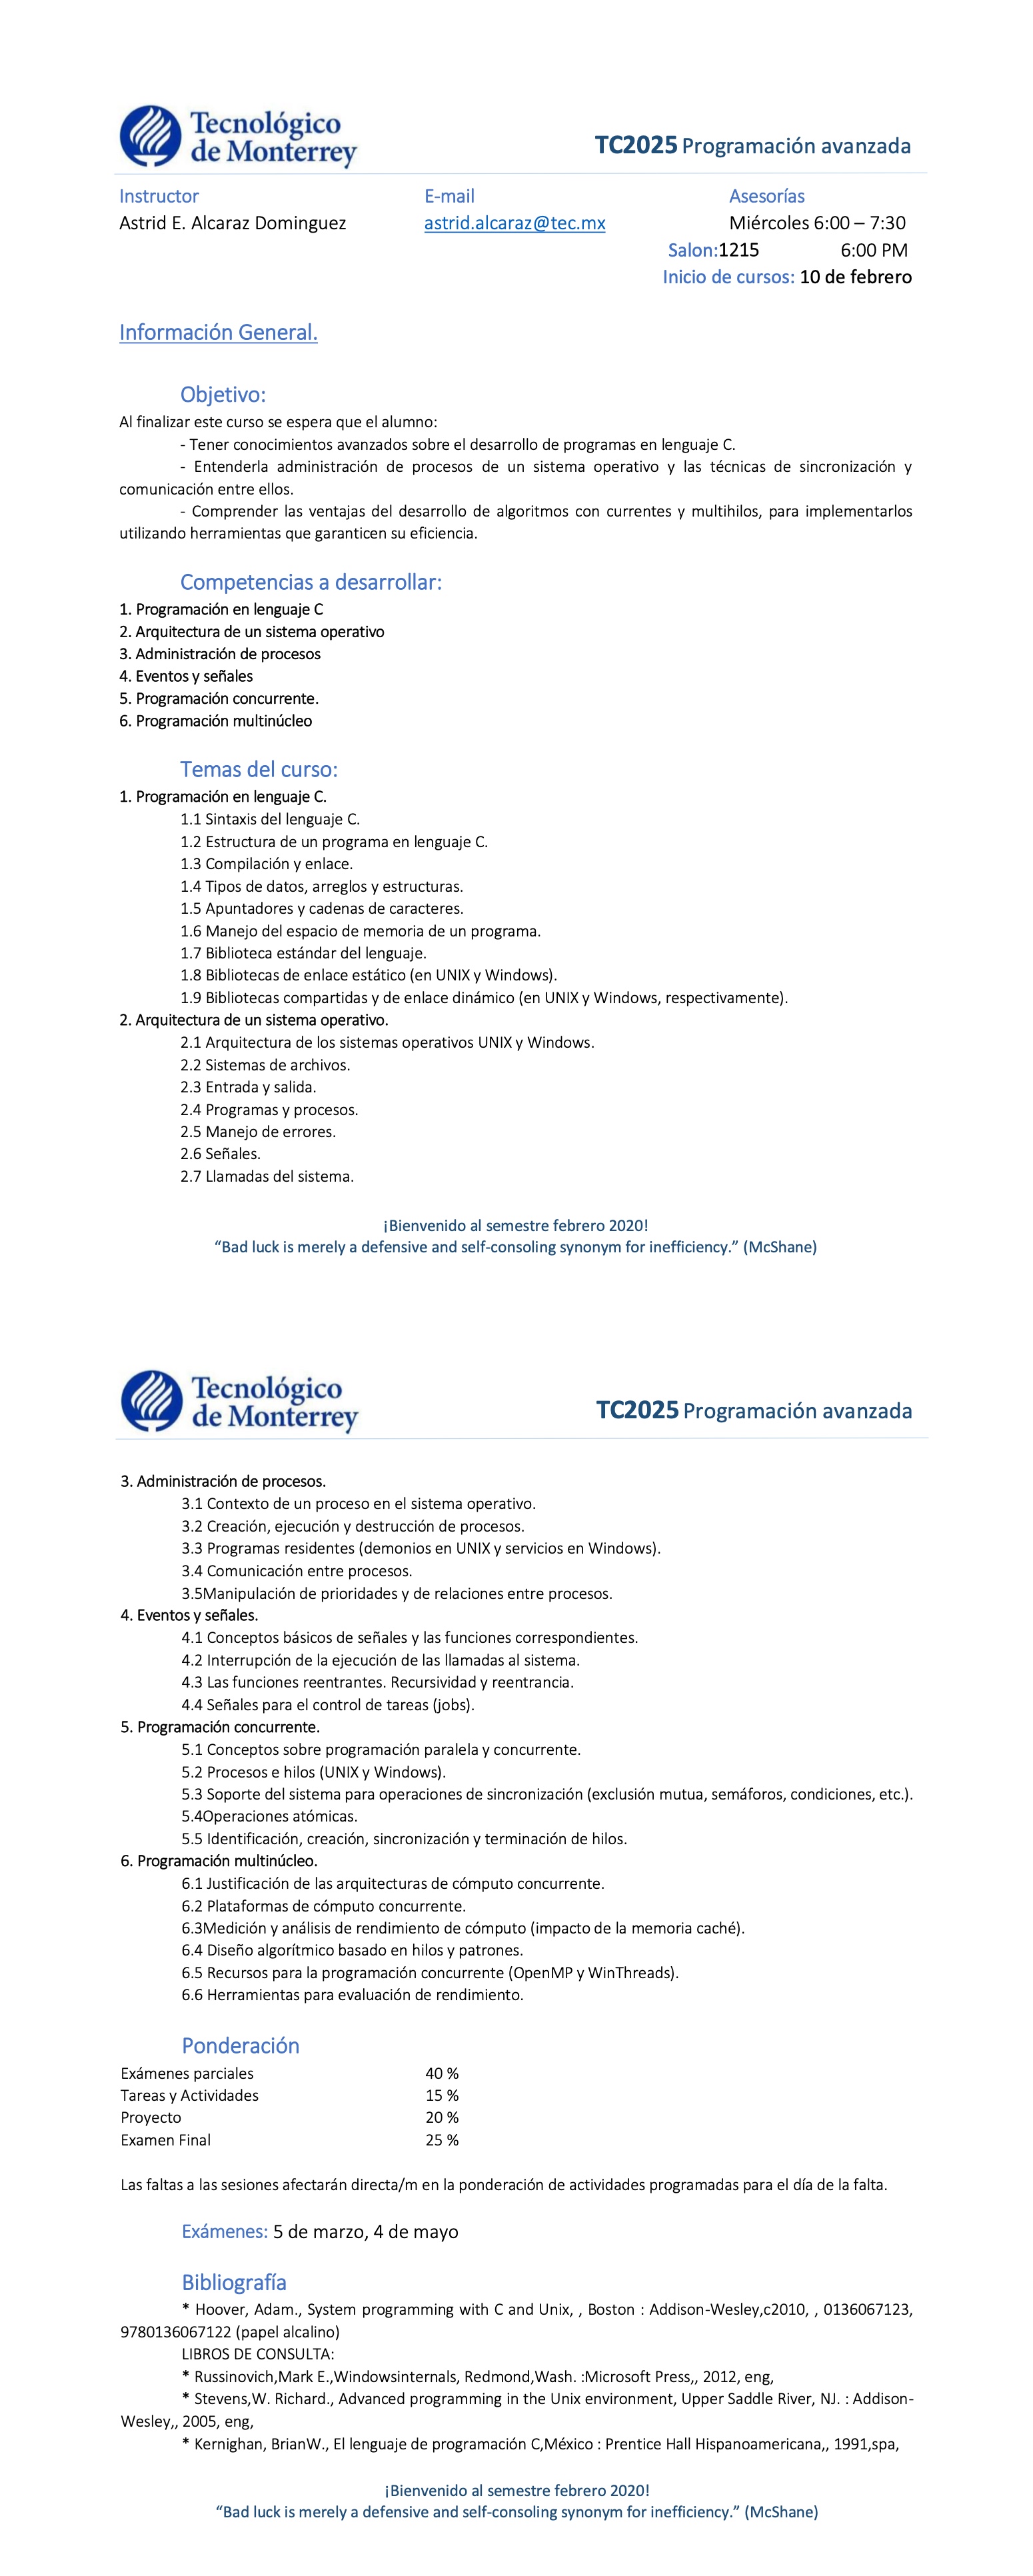 Tecnológico
de Monterrey
TC2025 Programación avanzada
Instructor E-mail Asesorías
Astrid E. Alcaraz Dominguez astrid.alcaraz@tec.mx Miércoles 6:00 – 7:30
Salon:1215 6:00 PM
Inicio de cursos: 10 de febrero
Información General.
Objetivo:
Al finalizar este curso se espera que el alumno:
- Tener conocimientos avanzados sobre el desarrollo de programas en lenguaje C.
- Entenderla administración de procesos de un sistema operativo y las técnicas de sincronización y
comunicación entre ellos.
- Comprender las ventajas del desarrollo de algoritmos con currentes y multihilos, para implementarlos
utilizando herramientas que garanticen su eficiencia.
Competencias a desarrollar:
1. Programación en lenguaje C
2. Arquitectura de un sistema operativo
3. Administración de procesos
4. Eventos y señales
5. Programación concurrente.
6. Programación multinúcleo
Temas del curso:
1. Programación en lenguaje C.
1.1 Sintaxis del lenguaje C.
1.2 Estructura de un programa en lenguaje C.
1.3 Compilación y enlace.
1.4 Tipos de datos, arreglos y estructuras.
1.5 Apuntadores y cadenas de caracteres.
1.6 Manejo del espacio de memoria de un programa.
1.7 Biblioteca estándar del lenguaje.
1.8 Bibliotecas de enlace estático (en UNIX y Windows).
1.9 Bibliotecas compartidas y de enlace dinámico (en UNIX y Windows, respectivamente).
2. Arquitectura de un sistema operativo.
2.1 Arquitectura de los sistemas operativos UNIX y Windows.
2.2 Sistemas de archivos.
2.3 Entrada y salida.
2.4 Programas y procesos.
2.5 Manejo de errores.
2.6 Señales.
2.7 Llamadas del sistema.
¡Bienvenido al semestre febrero 2020!
“Bad luck is merely a defensive and self-consoling synonym for inefficiency.” (McShane)
Tecnológico
de Monterrey
TC2025 Programación avanzada
3. Administración de procesos.
3.1 Contexto de un proceso en el sistema operativo.
3.2 Creación, ejecución y destrucción de procesos.
3.3 Programas residentes (demonios en UNIX y servicios en Windows).
3.4 Comunicación entre procesos.
3.5Manipulación de prioridades y de relaciones entre procesos.
4. Eventos y señales.
4.1 Conceptos básicos de señales y las funciones correspondientes.
4.2 Interrupción de la ejecución de las llamadas al sistema.
4.3 Las funciones reentrantes. Recursividad y reentrancia.
4.4 Señales para el control de tareas (jobs).
5. Programación concurrente.
5.1 Conceptos sobre programación paralela y concurrente.
5.2 Procesos e hilos (UNIX y Windows).
5.3 Soporte del sistema para operaciones de sincronización (exclusión mutua, semáforos, condiciones, etc.).
5.4Operaciones atómicas.
5.5 Identificación, creación, sincronización y terminación de hilos.
6. Programación multinúcleo.
6.1 Justificación de las arquitecturas de cómputo concurrente.
6.2 Plataformas de cómputo concurrente.
6.3Medición y análisis de rendimiento de cómputo (impacto de la memoria caché).
6.4 Diseño algorítmico basado en hilos y patrones.
6.5 Recursos para la programación concurrente (OpenMP y WinThreads).
6.6 Herramientas para evaluación de rendimiento.
Ponderación
Exámenes parciales 40 %
Tareas y Actividades 15 %
Proyecto 20 %
Examen Final 25 %
Las faltas a las sesiones afectarán directa/m en la ponderación de actividades programadas para el día de la falta.
Exámenes: 5 de marzo, 4 de mayo
Bibliografía
* Hoover, Adam., System programming with C and Unix, , Boston : Addison-Wesley,c2010, , 0136067123,
9780136067122 (papel alcalino)
LIBROS DE CONSULTA:
* Russinovich,Mark E.,Windowsinternals, Redmond,Wash. :Microsoft Press,, 2012, eng,
* Stevens,W. Richard., Advanced programming in the Unix environment, Upper Saddle River, NJ. : Addison-
Wesley,, 2005, eng,
* Kernighan, BrianW., El lenguaje de programación C,México : Prentice Hall Hispanoamericana,, 1991,spa,
¡Bienvenido al semestre febrero 2020!
“Bad luck is merely a defensive and self-consoling synonym for inefficiency.” (McShane)